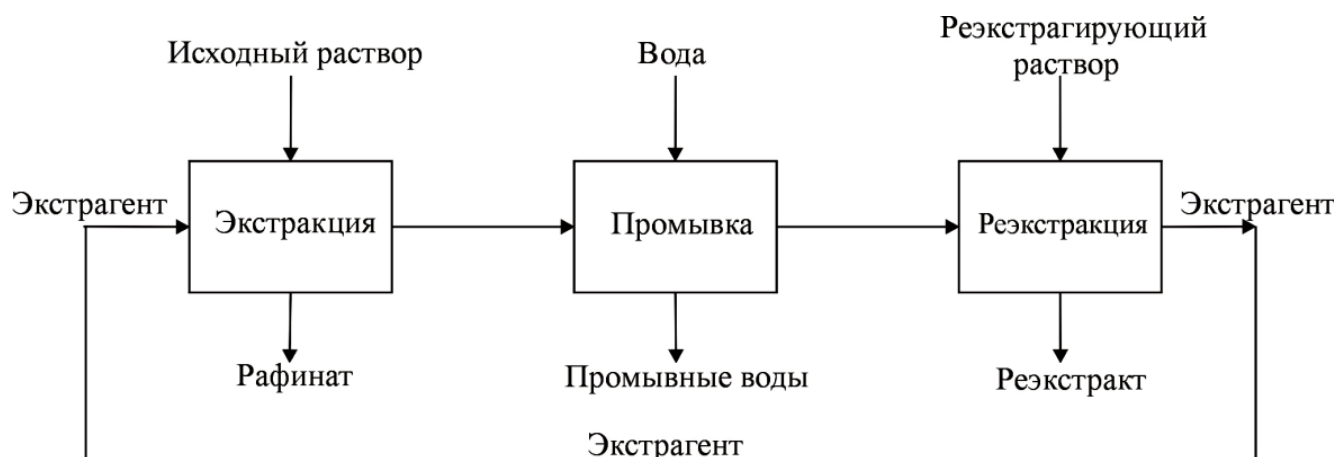 Исходный раствор
Вода
Реэкстрагирующий
раствор
Экстрагент
Экстракция
Промывка
Реэкстракция
Экстрагент
Рафинат
Промывные воды
Реэкстракт
Экстрагент